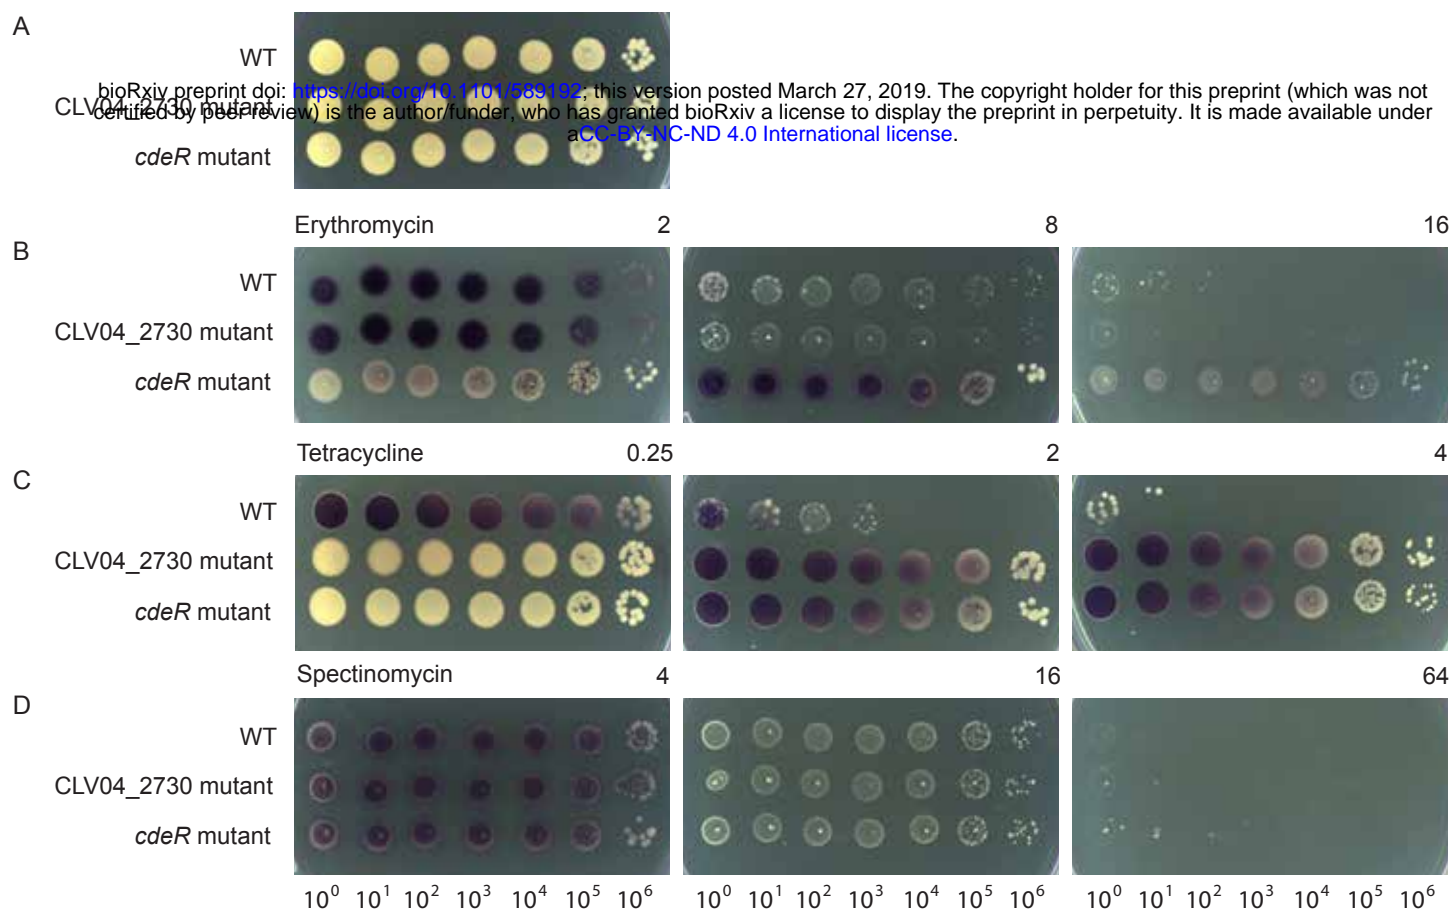 A
WT
bioRxiv preprint doi: https://doi.org/10.1101/589192; this version posted March 27, 2019. The copyright holder for this preprint (which was not
CLV04_2730 mutant
certified by peer review) is the author/funder, who has granted bioRxiv a license to display the preprint in perpetuity. It is made available under
aCC-BY-NC-ND 4.0 International license.
cdeR mutant
Erythromycin 2 8 16
B
WT
CLV04_2730 mutant
cdeR mutant
Tetracycline 0.25 2 4
C
WT
CLV04_2730 mutant
cdeR mutant
Spectinomycin 4 16 64
D
WT
CLV04_2730 mutant
cdeR mutant
10⁰ 10¹ 10² 10³ 10⁴ 10⁵ 10⁶ 10⁰ 10¹ 10² 10³ 10⁴ 10⁵ 10⁶ 10⁰ 10¹ 10² 10³ 10⁴ 10⁵ 10⁶